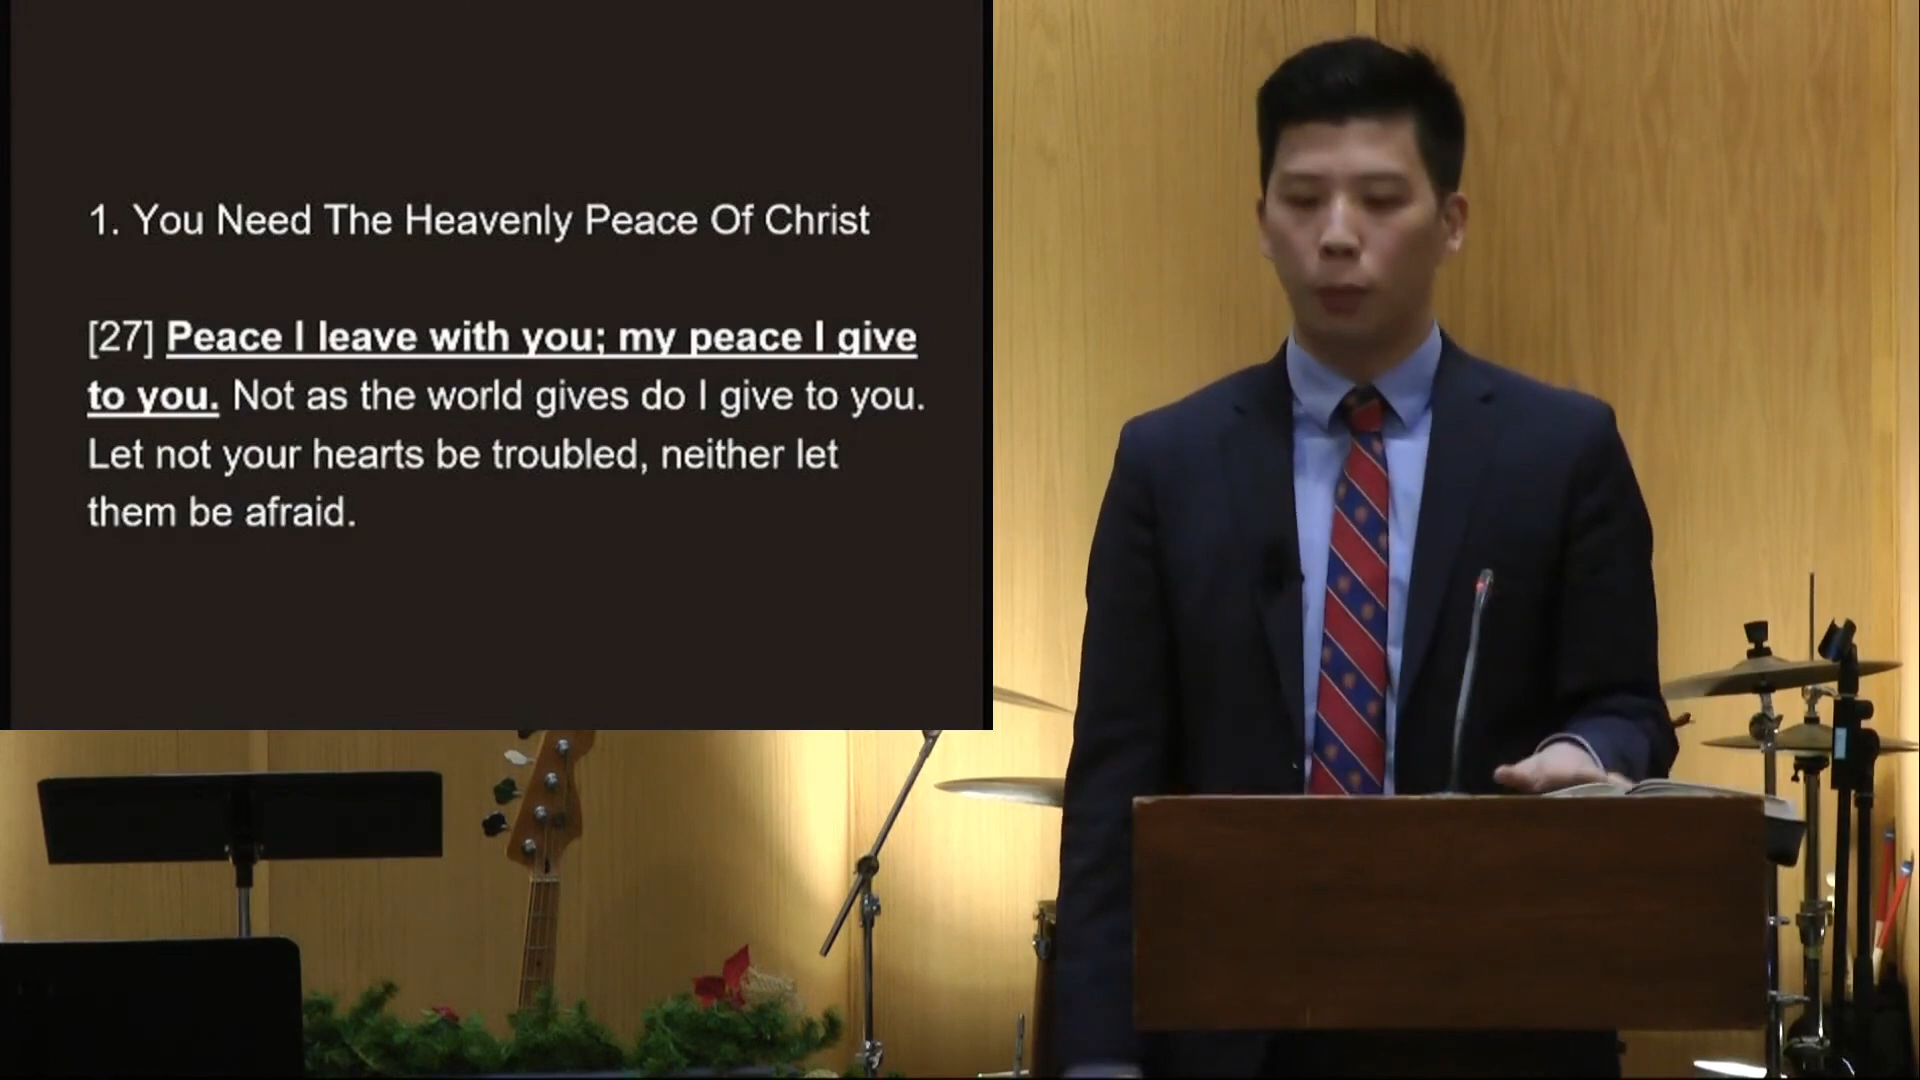 1. You Need The Heavenly Peace Of Christ
[27] Peace I leave with you; my peace I give
to you. Not as the world gives do I give to you.
Let not your hearts be troubled, neither let
them be afraid.